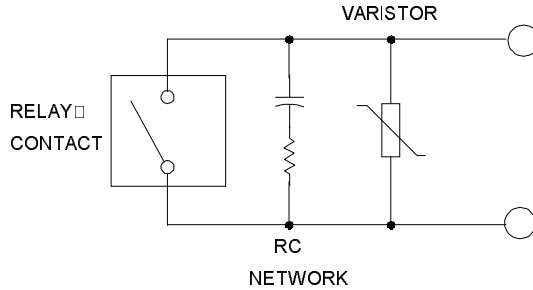 VARISTOR
RELAY□
CONTACT
RC
NETWORK